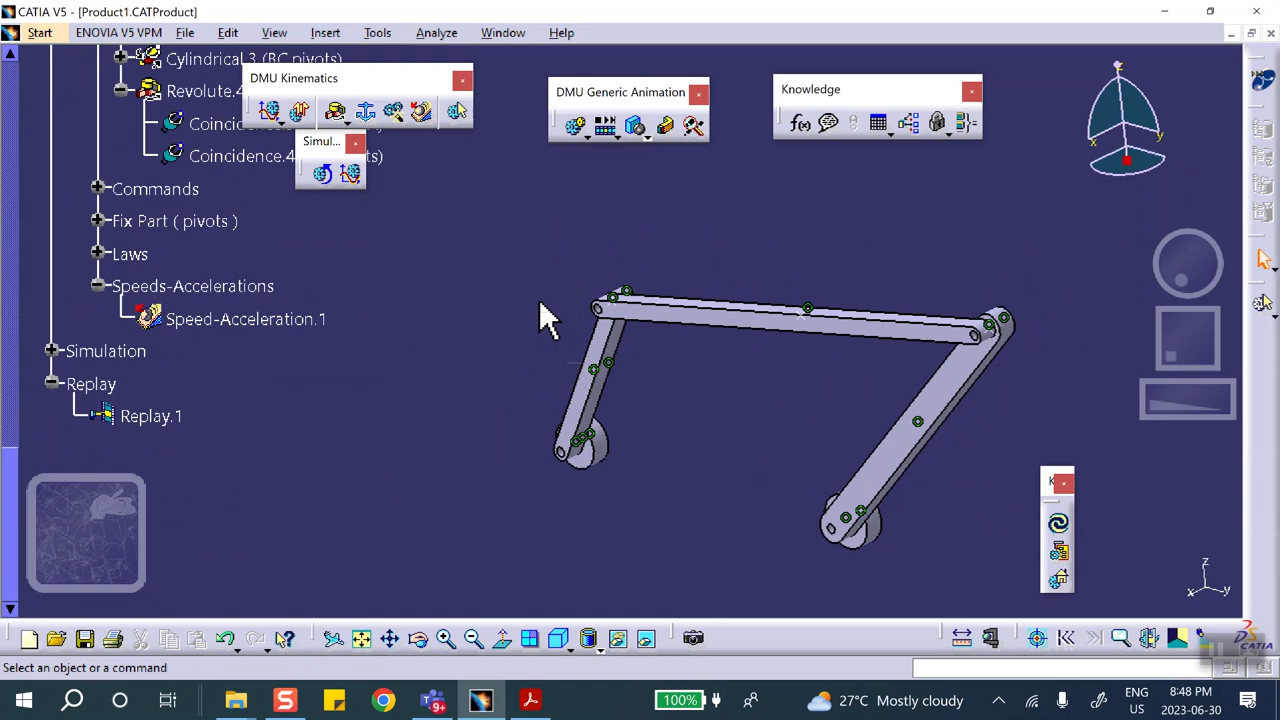 CATIA V5 - [Product1.CATProduct]
Start ENOVIA V5 VPM File Edit View Insert Tools Analyze Window Help
Cylindrical.3 (BC pivots)
DMU Kinematics
DMU Generic Animation
Knowledge
Revolute.4
Simul...
Coincidence.4
Commands
Fix Part ( pivots )
Laws
Speeds-Accelerations
Speed-Acceleration.1
Simulation
Replay
Replay.1
K
z
x
y
z
x
y
CATIA
Select an object or a command
9+
100%
27°C Mostly cloudy
ENG
US
8:48 PM
2023-06-30